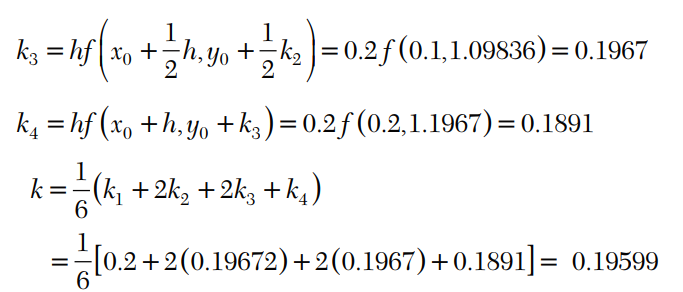 k₃ = hf(x₀ + 1/2 h, y₀ + 1/2 k₂) = 0.2f(0.1,1.09836) = 0.1967
k₄ = hf(x₀ + h, y₀ + k₃) = 0.2f(0.2,1.1967) = 0.1891
k = 1/6 (k₁ + 2k₂ + 2k₃ + k₄)
= 1/6 [0.2 + 2(0.19672) + 2(0.1967) + 0.1891] = 0.19599